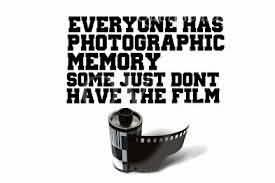 EVERYONE HAS
PHOTOGRAPHIC
MEMORY
SOME JUST DONT
HAVE THE FILM